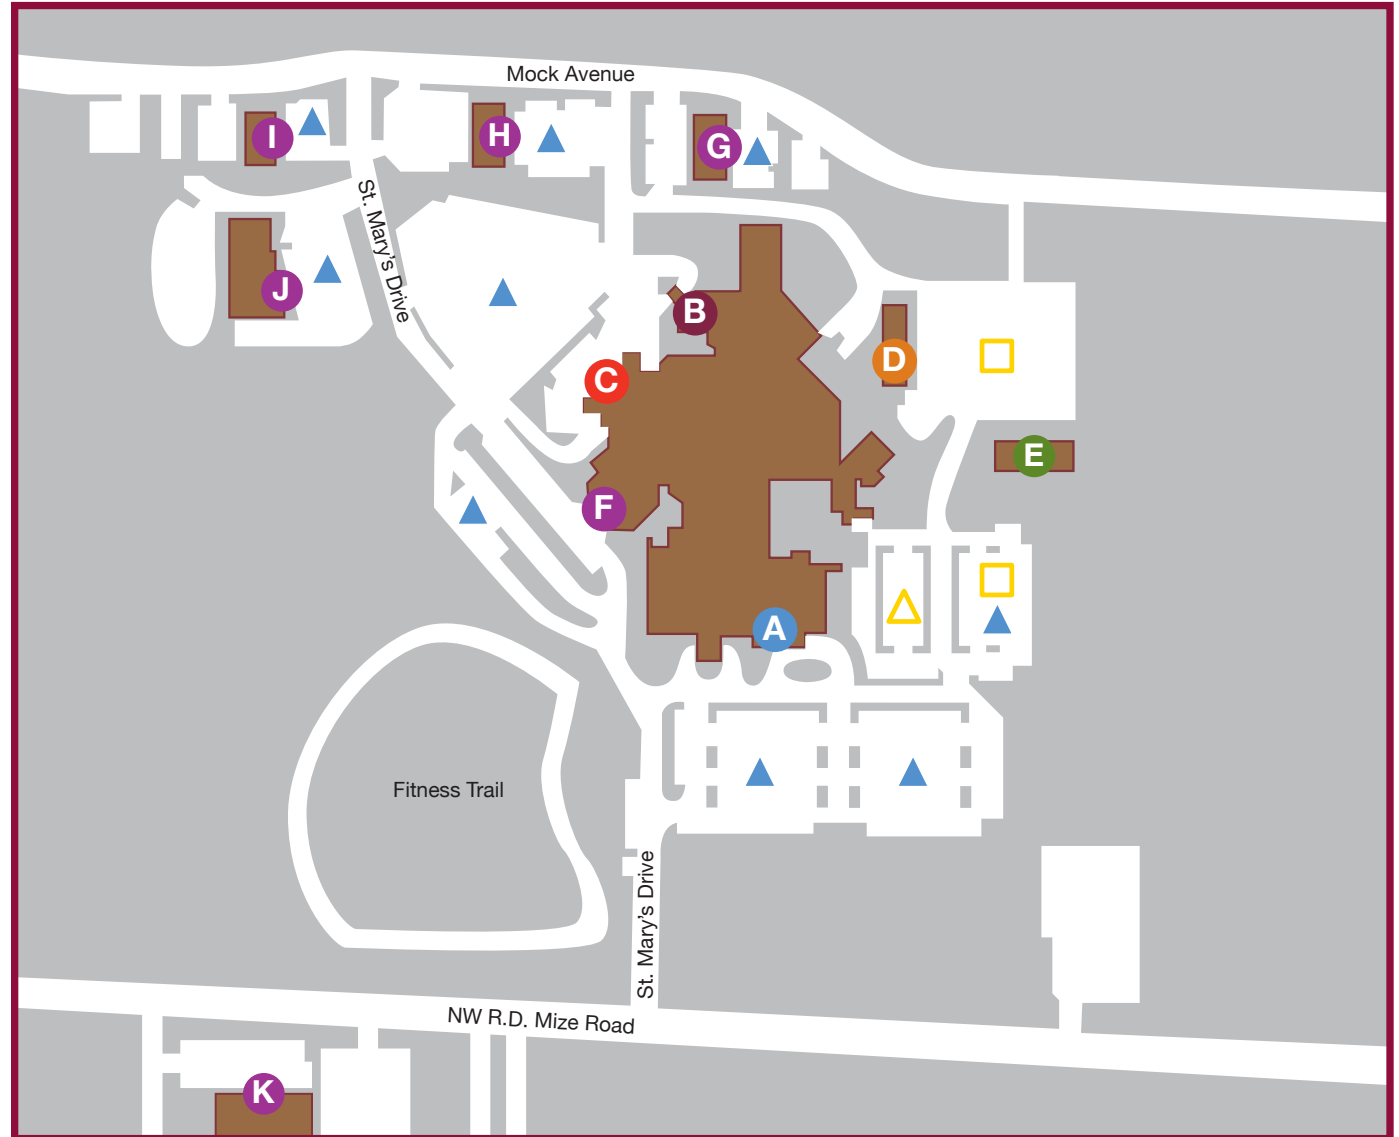 Mock Avenue
I
H
G
St. Mary's Drive
J
B
C
D
E
F
A
Fitness Trail
St. Mary's Drive
NW R.D. Mize Road
K